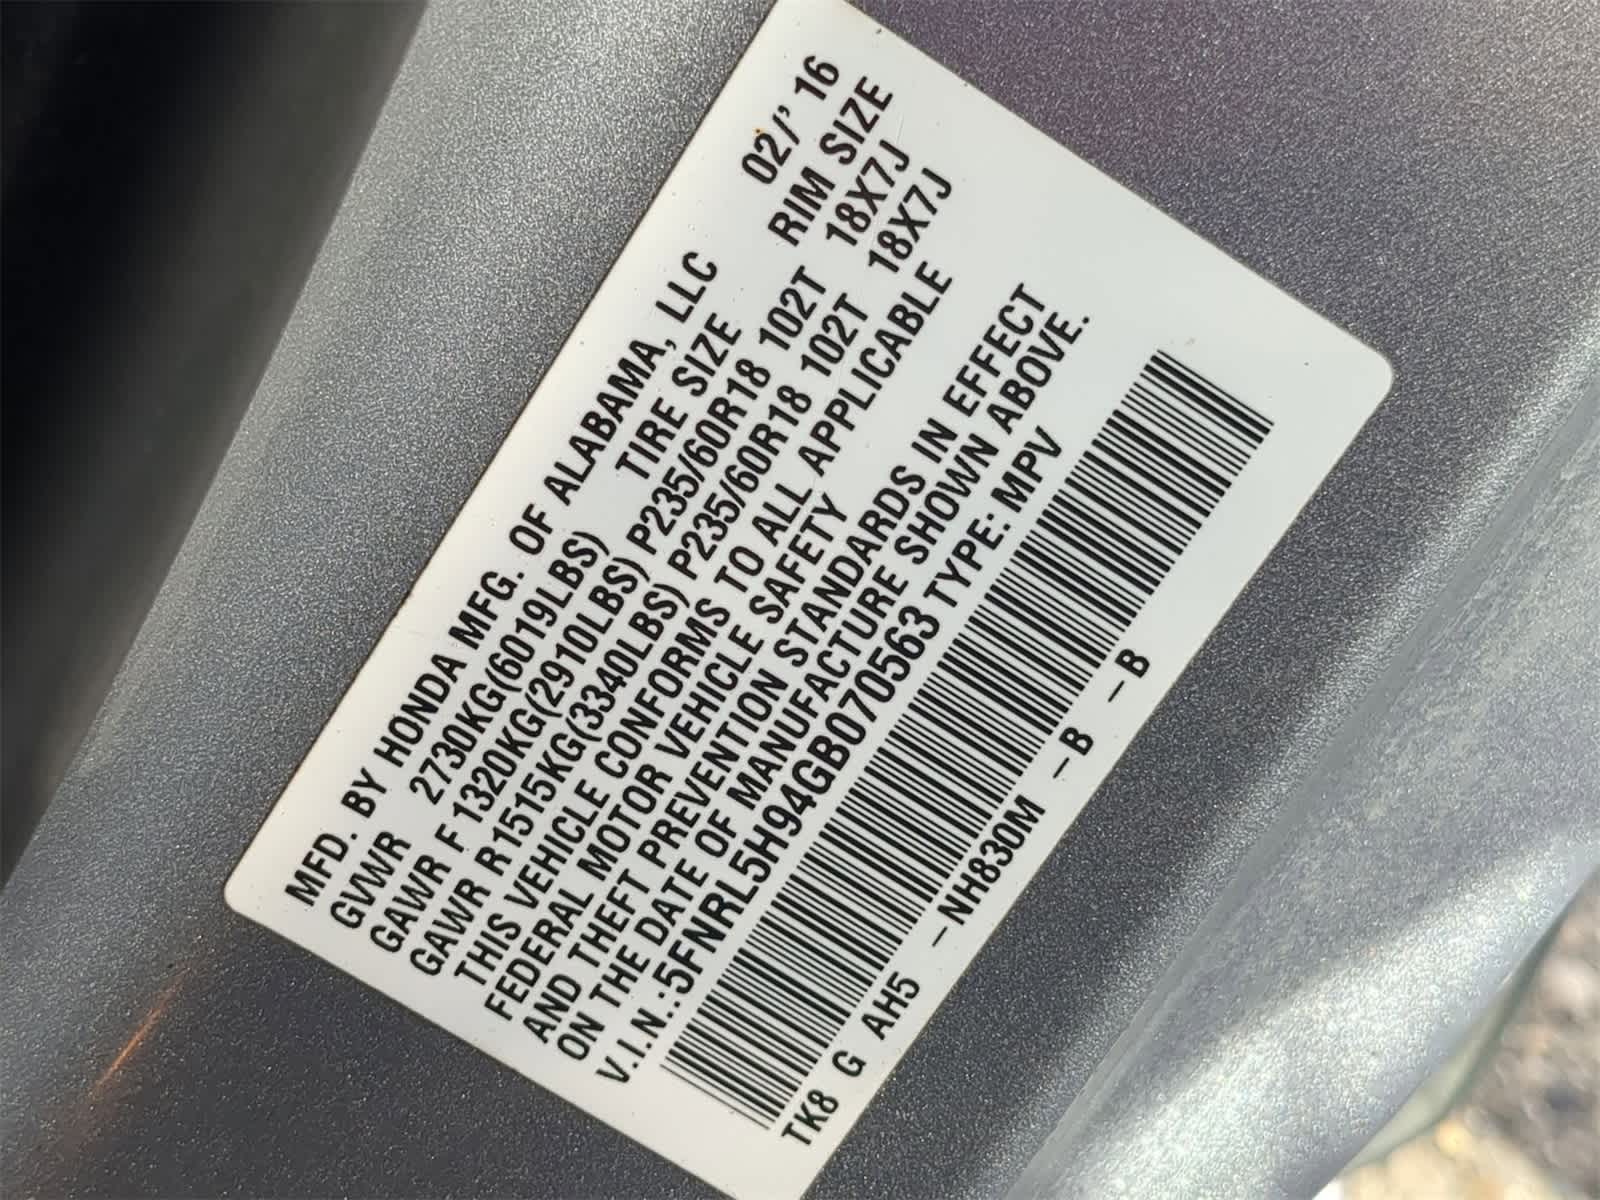 MFD. BY HONDA MFG. OF ALABAMA, LLC 02/' 16
GVWR 2730KG(6019LBS) TIRE SIZE RIM SIZE
GAWR F 1320KG(2910LBS) P235/60R18 102T 18X7J
GAWR R 1515KG(3340LBS) P235/60R18 102T 18X7J
THIS VEHICLE CONFORMS TO ALL APPLICABLE
FEDERAL MOTOR VEHICLE SAFETY
AND THEFT PREVENTION STANDARDS IN EFFECT
ON THE DATE OF MANUFACTURE SHOWN ABOVE.
V.I.N.:5FNRL5H94GB070563 TYPE: MPV
TK8 G AH5 –NH830M –B –B